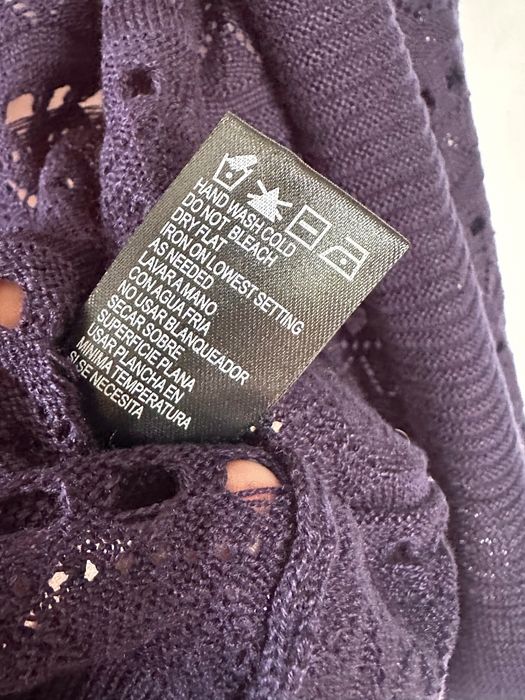 HAND WASH COLD
DO NOT BLEACH
DRY FLAT
IRON ON LOWEST SETTING
AS NEEDED
LAVAR A MANO
CON AGUA FRIA
NO USAR BLANQUEADOR
SECAR SOBRE
SUPERFICIE PLANA
USAR PLANCHA EN
MINIMA TEMPERATURA
SI SE NECESITA